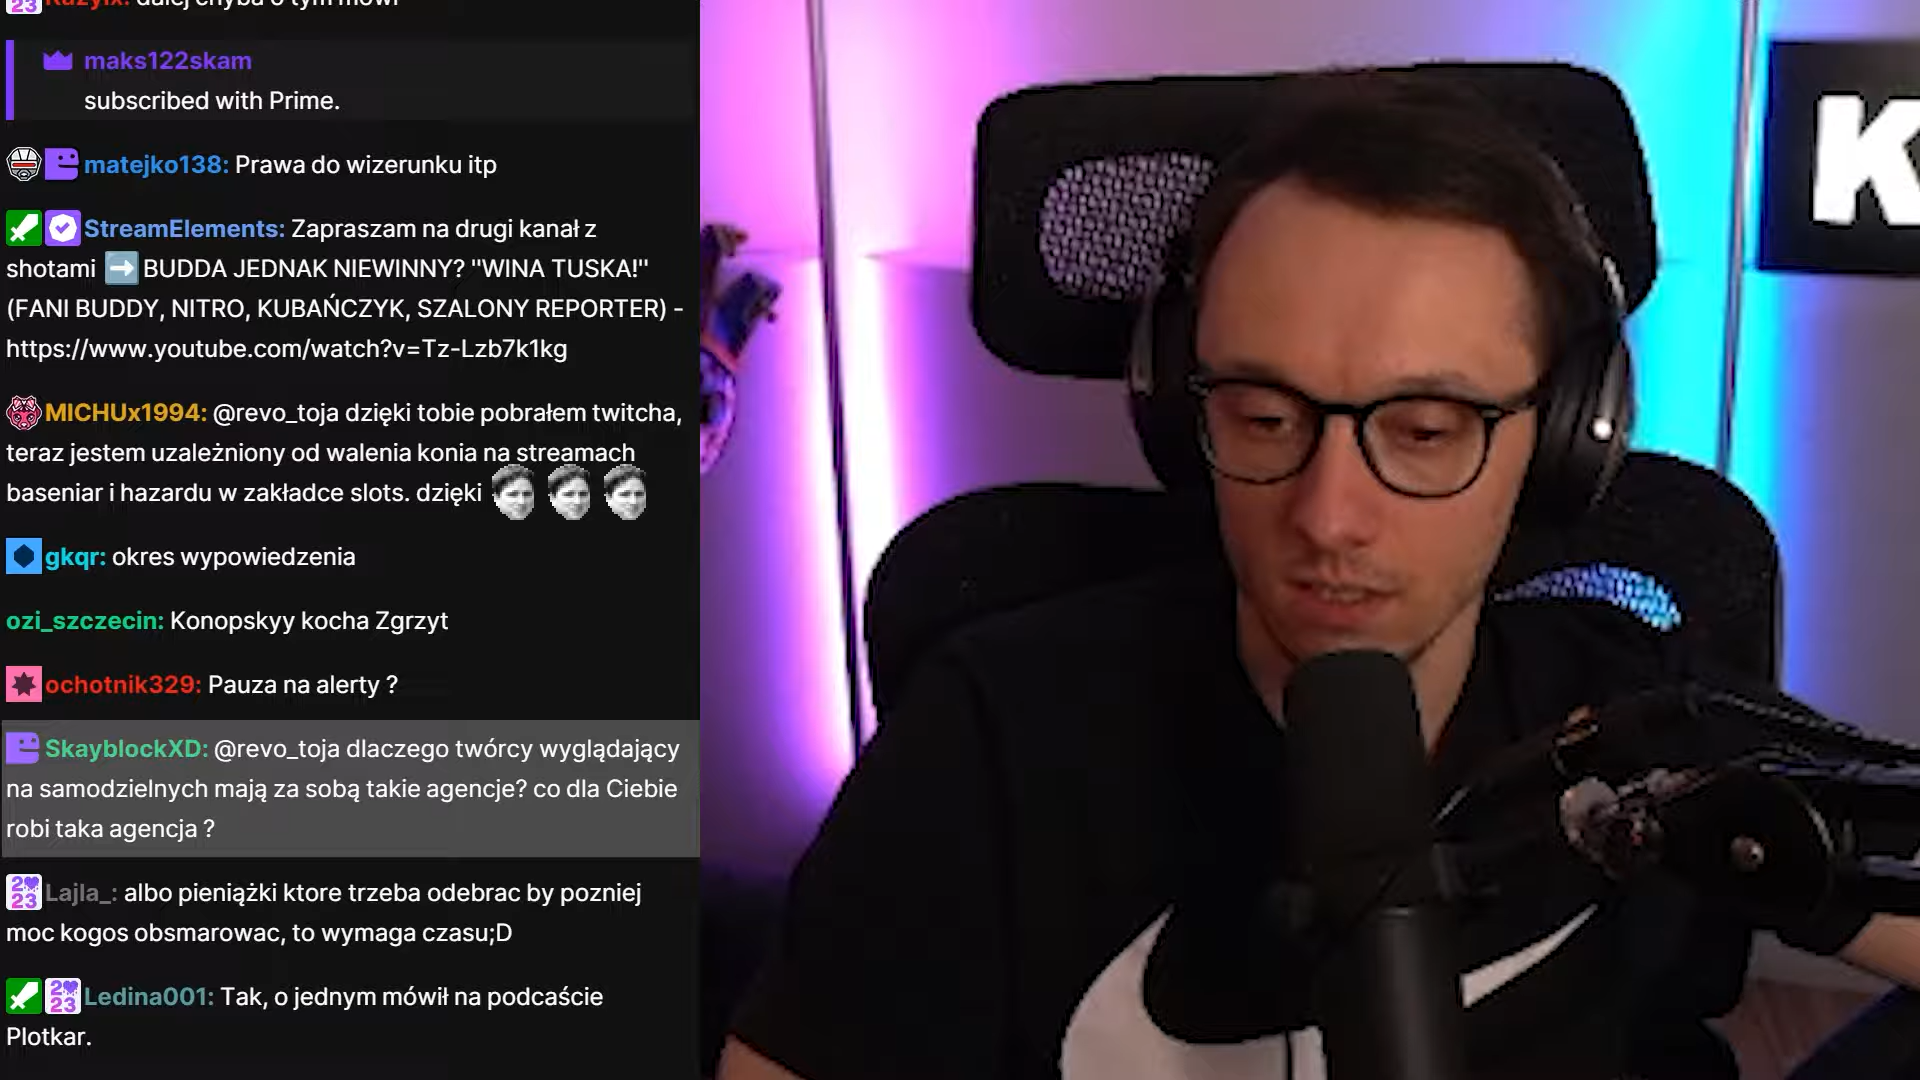 maks122skam
subscribed with Prime.
matejko138: Prawa do wizerunku itp
StreamElements: Zapraszam na drugi kanał z
shotami ➡ BUDDA JEDNAK NIEWINNY? "WINA TUSKA!"
(FANI BUDDY, NITRO, KUBAŃCZYK, SZALONY REPORTER) -
https://www.youtube.com/watch?v=Tz-Lzb7k1kg
MICHUx1994: @revo_toja dzięki tobie pobrałem twitcha,
teraz jestem uzależniony od walenia konia na streamach
baseniar i hazardu w zakładce slots. dzięki
gkqr: okres wypowiedzenia
ozi_szczecin: Konopskyy kocha Zgrzyt
ochotnik329: Pauza na alerty ?
SkayblockXD: @revo_toja dlaczego twórcy wyglądający
na samodzielnych mają za sobą takie agencje? co dla Ciebie
robi taka agencja ?
2023 Lajla_: albo pieniążki ktore trzeba odebrac by pozniej
moc kogos obsmarowac, to wymaga czasu;D
2023 Ledina001: Tak, o jednym mówił na podcaście
Plotkar.
K